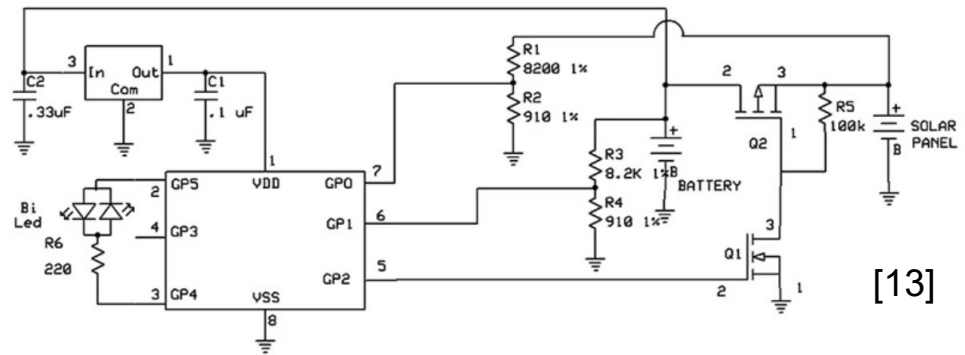 3 In Out 1
Com
2
C2
.33uF
C1
.1 uF
R1
8200 1%
R2
910 1%
R3
8.2K 1%
R4
910 1%
B
BATTERY
2 3
1
Q2
R5
100k
+
+
B
SOLAR
PANEL
3
Q1
2 1
1
VDD
GP5
2
GP3
4
GP4
3
VSS
8
GP0
7
GP1
6
GP2
5
Bi
Led
R6
220
[13]